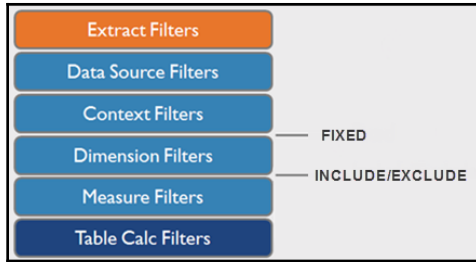 Extract Filters
Data Source Filters
Context Filters
FIXED
Dimension Filters
INCLUDE/EXCLUDE
Measure Filters
Table Calc Filters